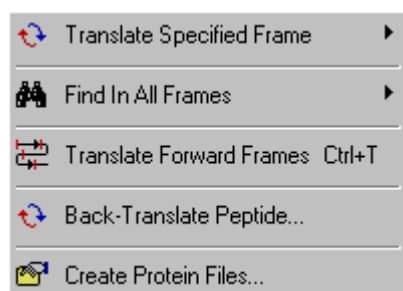 Translate Specified Frame
Find In All Frames
Translate Forward Frames Ctrl+T
Back-Translate Peptide...
Create Protein Files...